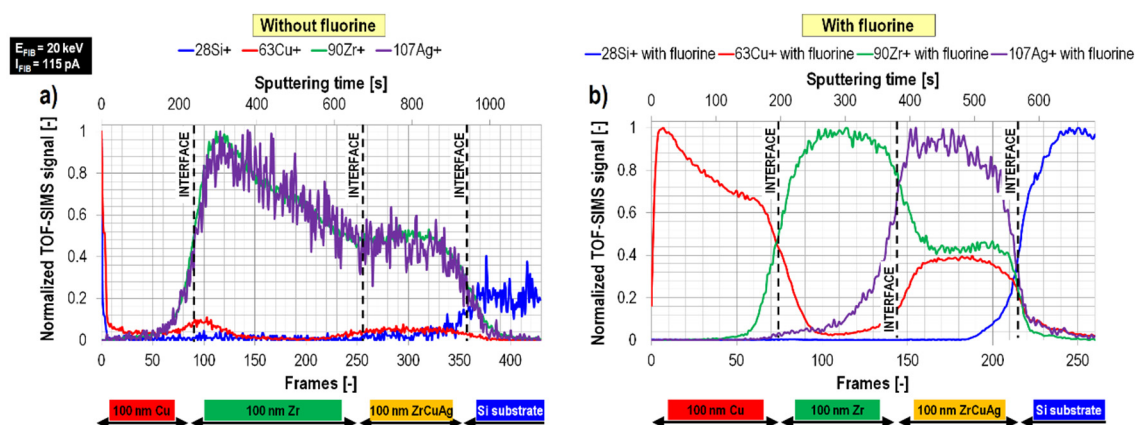 Without fluorine
With fluorine
E_FIB = 20 keV
I_FIB = 115 pA
28Si+ 63Cu+ 90Zr+ 107Ag+
28Si+ with fluorine 63Cu+ with fluorine 90Zr+ with fluorine 107Ag+ with fluorine
a)
Sputtering time [s]
0 200 400 600 800 1000
Normalized TOF-SIMS signal [-]
1
0.8
0.6
0.4
0.2
0
INTERFACE
INTERFACE
INTERFACE
0 50 100 150 200 250 300 350 400
Frames [-]
100 nm Cu 100 nm Zr 100 nm ZrCuAg Si substrate
b)
Sputtering time [s]
0 100 200 300 400 500 600
Normalized TOF-SIMS signal [-]
1
0.8
0.6
0.4
0.2
0
INTERFACE
INTERFACE
INTERFACE
0 50 100 150 200 250
Frames [-]
100 nm Cu 100 nm Zr 100 nm ZrCuAg Si substrate